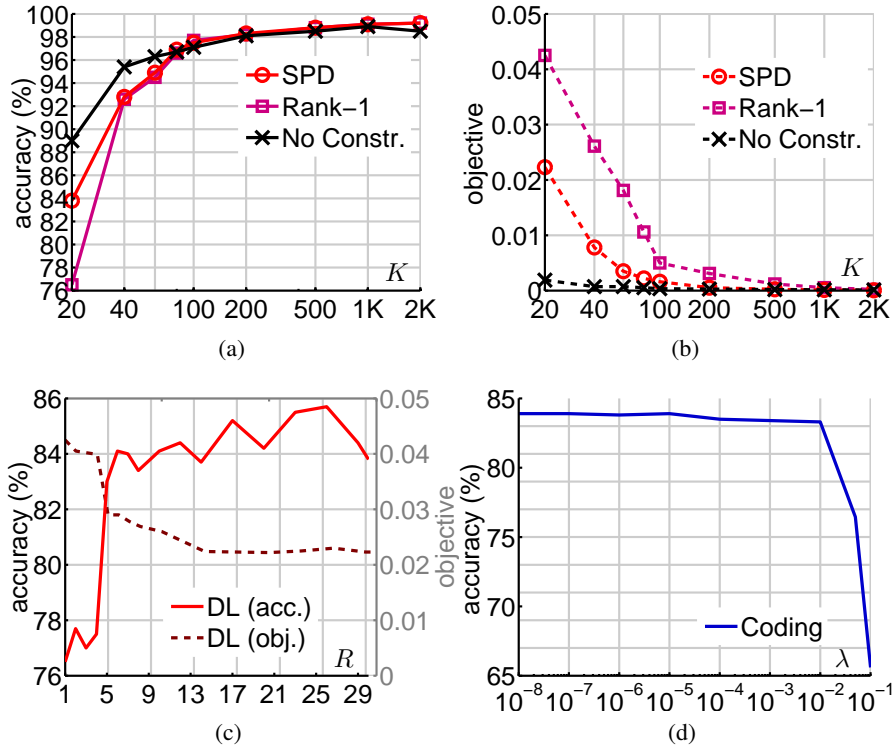 accuracy (%)
100
98
96
94
92
90
88
86
84
82
80
78
76
SPD
Rank−1
No Constr.
K
20 40 100 200 500 1K 2K
(a)
objective
0.05
0.04
0.03
0.02
0.01
0
SPD
Rank−1
No Constr.
K
20 40 100 200 500 1K 2K
(b)
accuracy (%)
86
84
82
80
78
76
0.05
0.04
0.03
0.02
0.01
0
objective
DL (acc.)
DL (obj.)
R
1 5 9 13 17 21 25 29
(c)
accuracy (%)
85
80
75
70
65
Coding
λ
10⁻⁸ 10⁻⁷ 10⁻⁶ 10⁻⁵ 10⁻⁴ 10⁻³ 10⁻² 10⁻¹
(d)